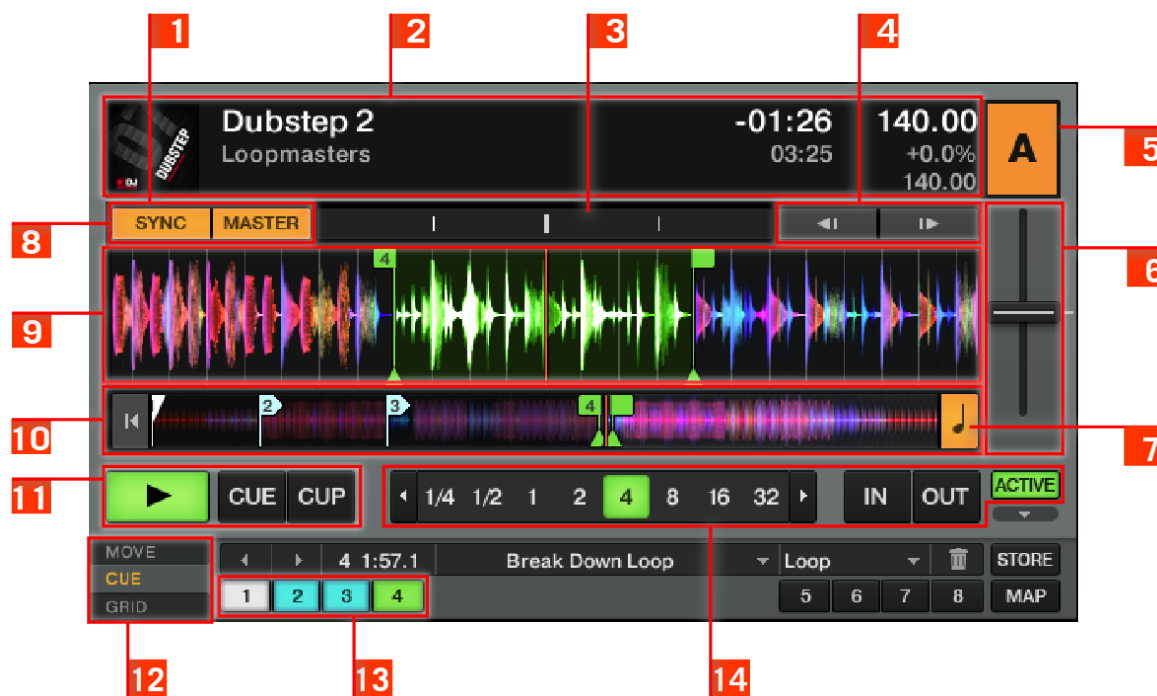 1 2 3 4
Dubstep 2 -01:26 140.00
Loopmasters 03:25 +0.0%
140.00
A
5
DUBSTEP
DJ
SYNC MASTER
8
6
4
9
2 3 4
10
7
11
CUE CUP 1/4 1/2 1 2 4 8 16 32 IN OUT ACTIVE
MOVE
CUE
GRID
4 1:57.1 Break Down Loop Loop STORE
1 2 3 4 5 6 7 8 MAP
12 13 14